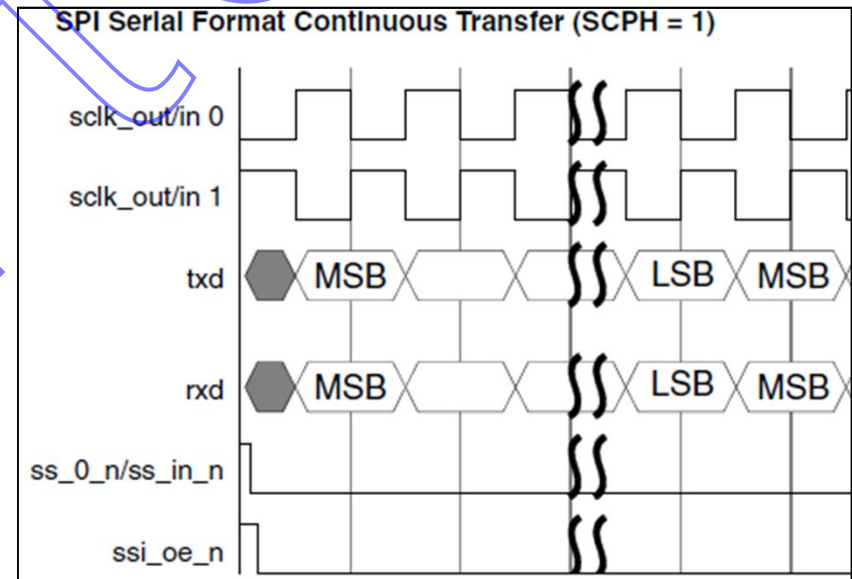 SPI Serial Format Continuous Transfer (SCPH = 1)
sclk_out/in 0
sclk_out/in 1
txd MSB LSB MSB
rxd MSB LSB MSB
ss_0_n/ss_in_n
ssi_oe_n